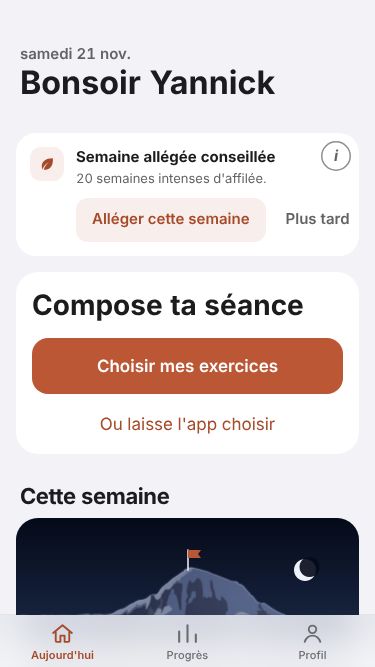 samedi 21 nov.
Bonsoir Yannick
Semaine allégée conseillée
i
20 semaines intenses d'affilée.
Alléger cette semaine
Plus tard
Compose ta séance
Choisir mes exercices
Ou laisse l'app choisir
Cette semaine
Aujourd'hui
Progrès
Profil